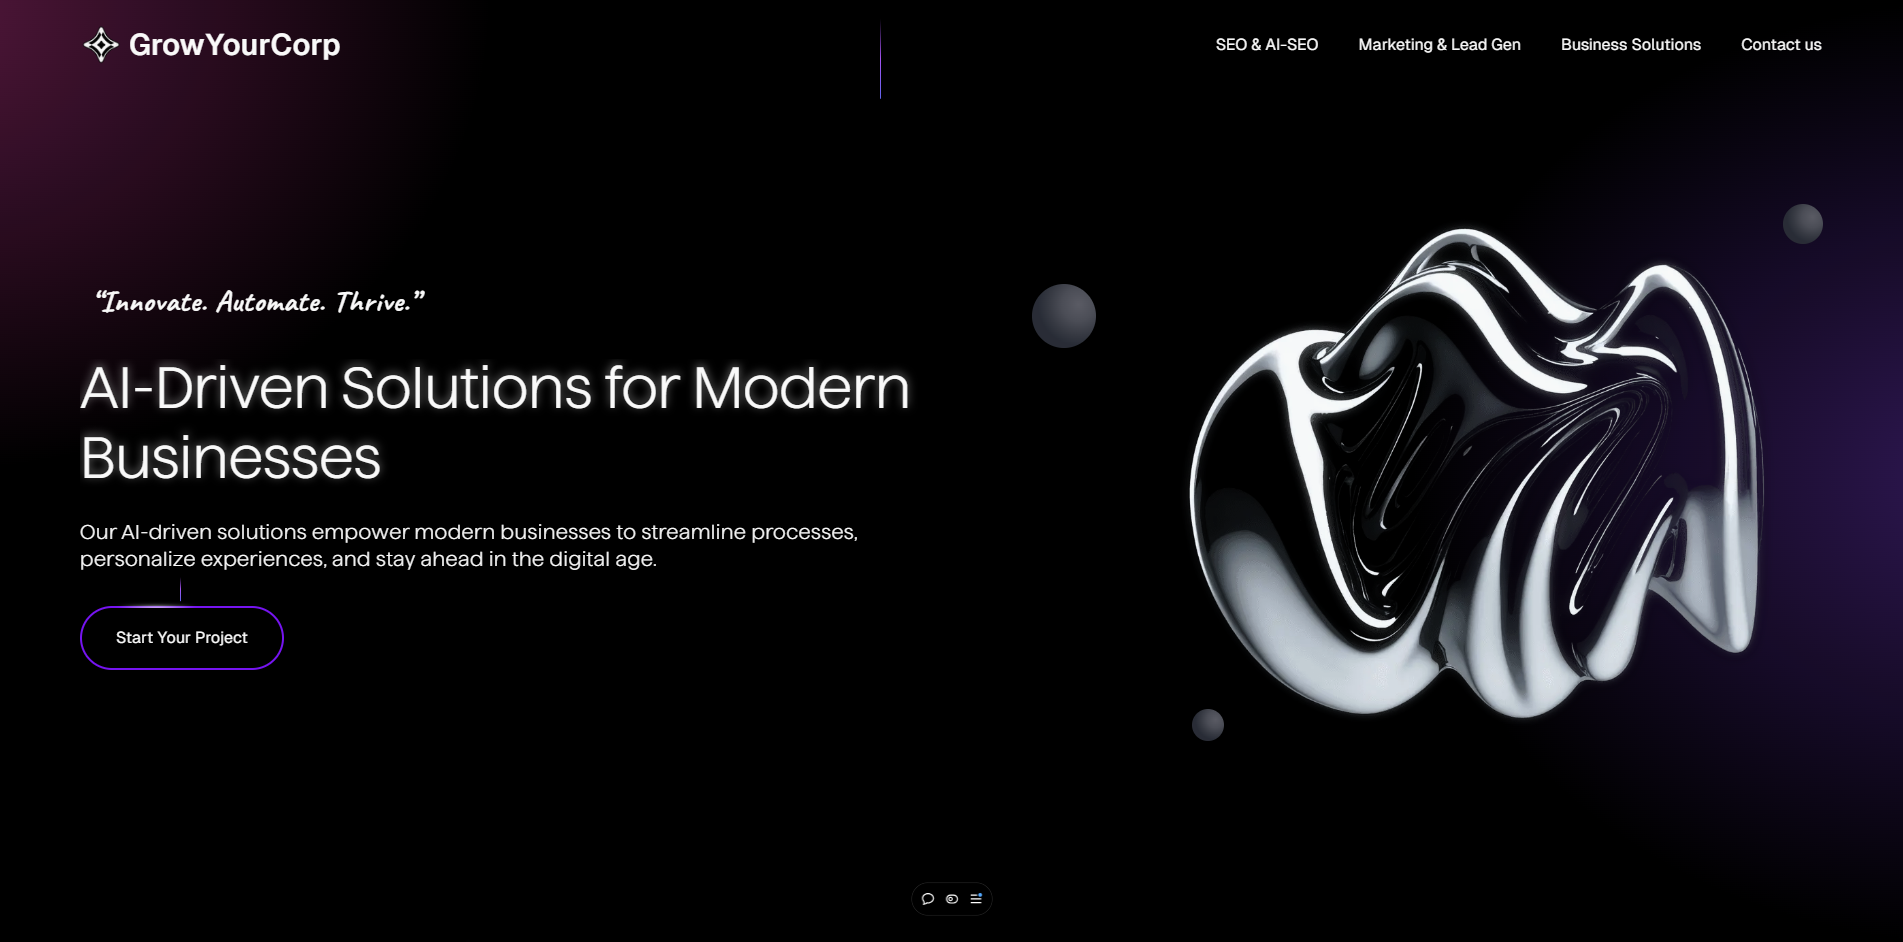 GrowYourCorp
SEO & AI-SEO
Marketing & Lead Gen
Business Solutions
Contact us
“Innovate. Automate. Thrive.”
AI-Driven Solutions for Modern
Businesses
Our AI-driven solutions empower modern businesses to streamline processes,
personalize experiences, and stay ahead in the digital age.
Start Your Project